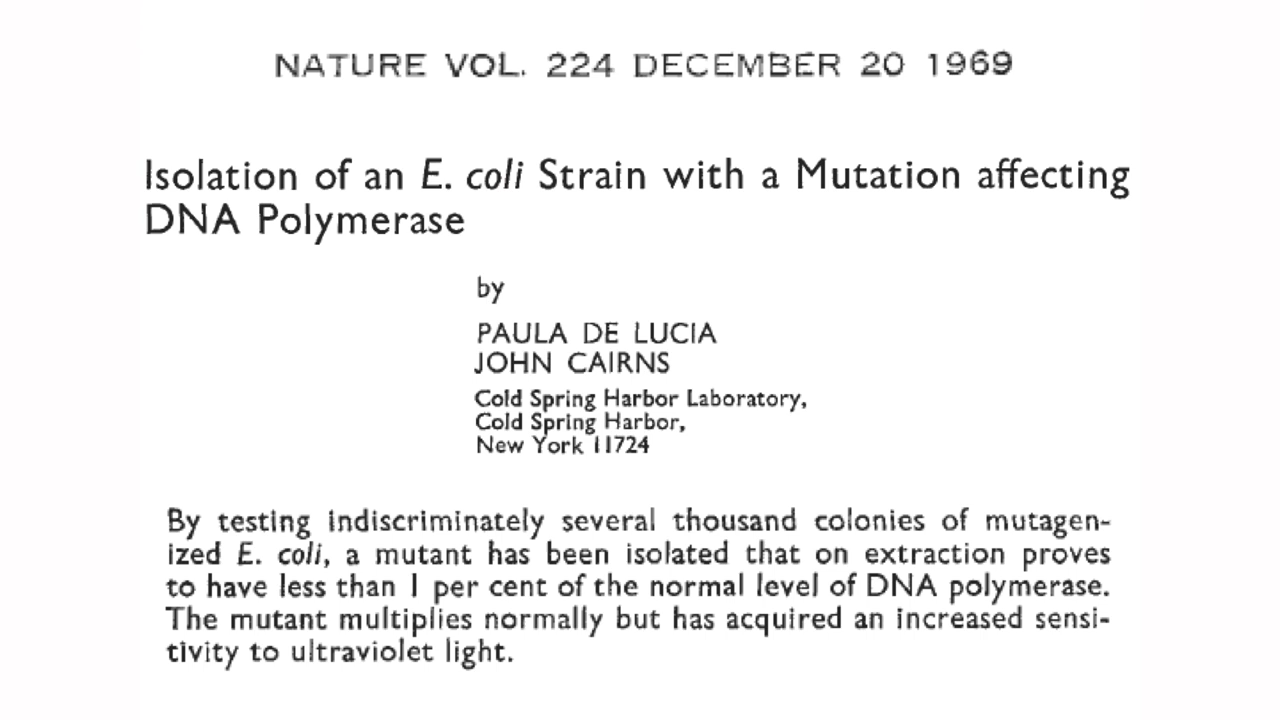 NATURE VOL. 224 DECEMBER 20 1969
Isolation of an E. coli Strain with a Mutation affecting
DNA Polymerase
by
PAULA DE LUCIA
JOHN CAIRNS
Cold Spring Harbor Laboratory,
Cold Spring Harbor,
New York 11724
By testing indiscriminately several thousand colonies of mutagen-
ized E. coli, a mutant has been isolated that on extraction proves
to have less than 1 per cent of the normal level of DNA polymerase.
The mutant multiplies normally but has acquired an increased sensi-
tivity to ultraviolet light.